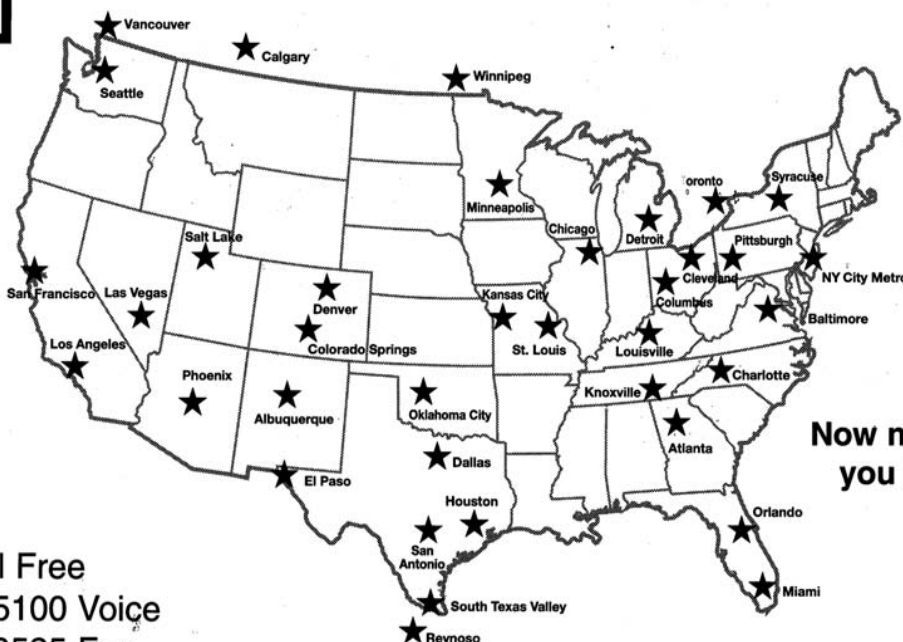 Vancouver
Calgary
Winnipeg
Seattle
Minneapolis
oronto
Syracuse
Chicago
Detroit
Pittsburgh
Salt Lake
Cleveland
NY City Metro
San Francisco
Las Vegas
Denver
Kansas City
Columbus
Baltimore
Los Angeles
Colorado Springs
St. Louis
Louisville
Phoenix
Albuquerque
Oklahoma City
Knoxville
Charlotte
Atlanta
Now
you
El Paso
Dallas
Houston
Orlando
San
Antonio
Miami
South Texas Valley
Reynoso
Free
5100 Voice